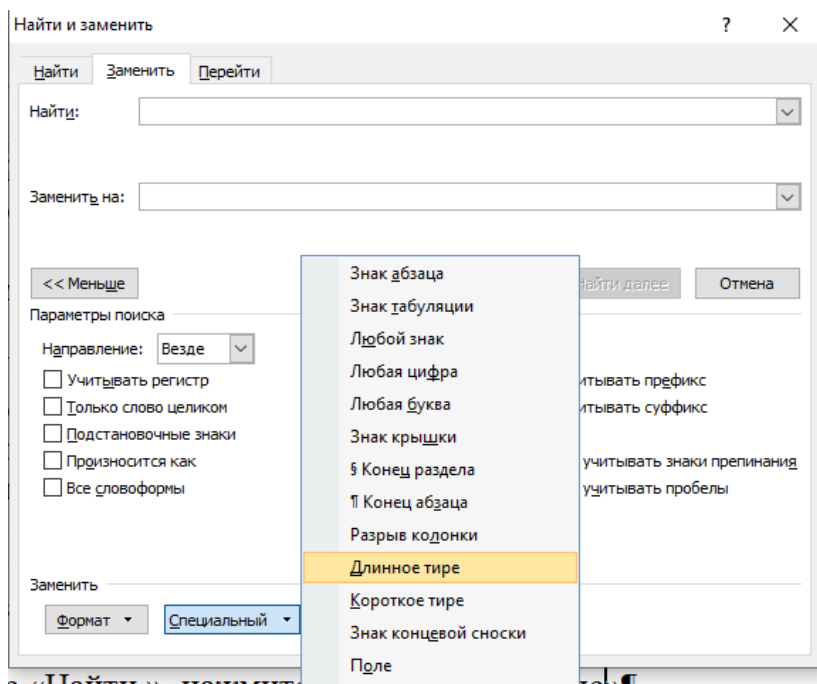 Найти и заменить ?
Найти Заменить Перейти
Найти:
Заменить на:
<< Меньше Найти далее Отмена
Параметры поиска
Направление: Везде
Учитывать регистр
Только слово целиком
Подстановочные знаки
Произносится как
Все словоформы
итывать префикс
итывать суффикс
учитывать знаки препинания
учитывать пробелы
Заменить
Формат Специальный
Знак абзаца
Знак табуляции
Любой знак
Любая цифра
Любая буква
Знак крышки
§ Конец раздела
¶ Конец абзаца
Разрыв колонки
Длинное тире
Короткое тире
Знак концевой сноски
Поле
«Найти »